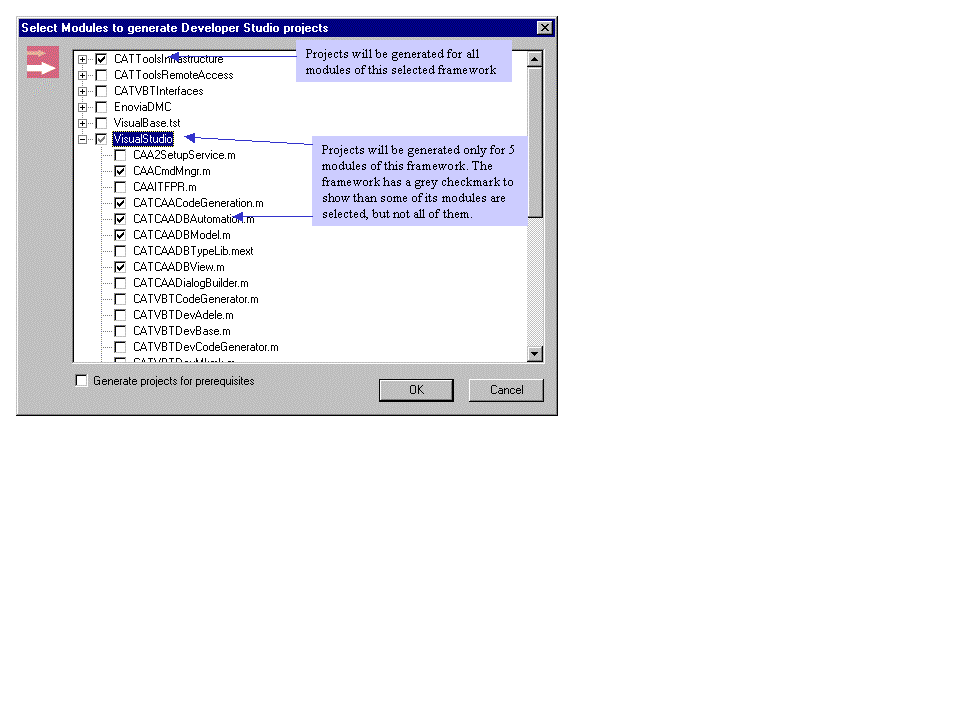 Select Modules to generate Developer Studio projects
CATToolsInfrastructure
Projects will be generated for all
modules of this selected framework
CATToolsRemoteAccess
CATVBTInterfaces
EnoviaDMC
VisualBase.tst
VisualStudio
Projects will be generated only for 5
modules of this framework. The
framework has a grey checkmark to
show than some of its modules are
selected, but not all of them.
CAA2SetupService.m
CAACmdMngr.m
CAAITFPR.m
CATCAACodeGeneration.m
CATCAADBAutomation.m
CATCAADBModel.m
CATCAADBTypeLib.mext
CATCAADBView.m
CATCAADialogBuilder.m
CATVBTCodeGenerator.m
CATVBTDevAdele.m
CATVBTDevBase.m
CATVBTDevCodeGenerator.m
Generate projects for prerequisites
OK
Cancel